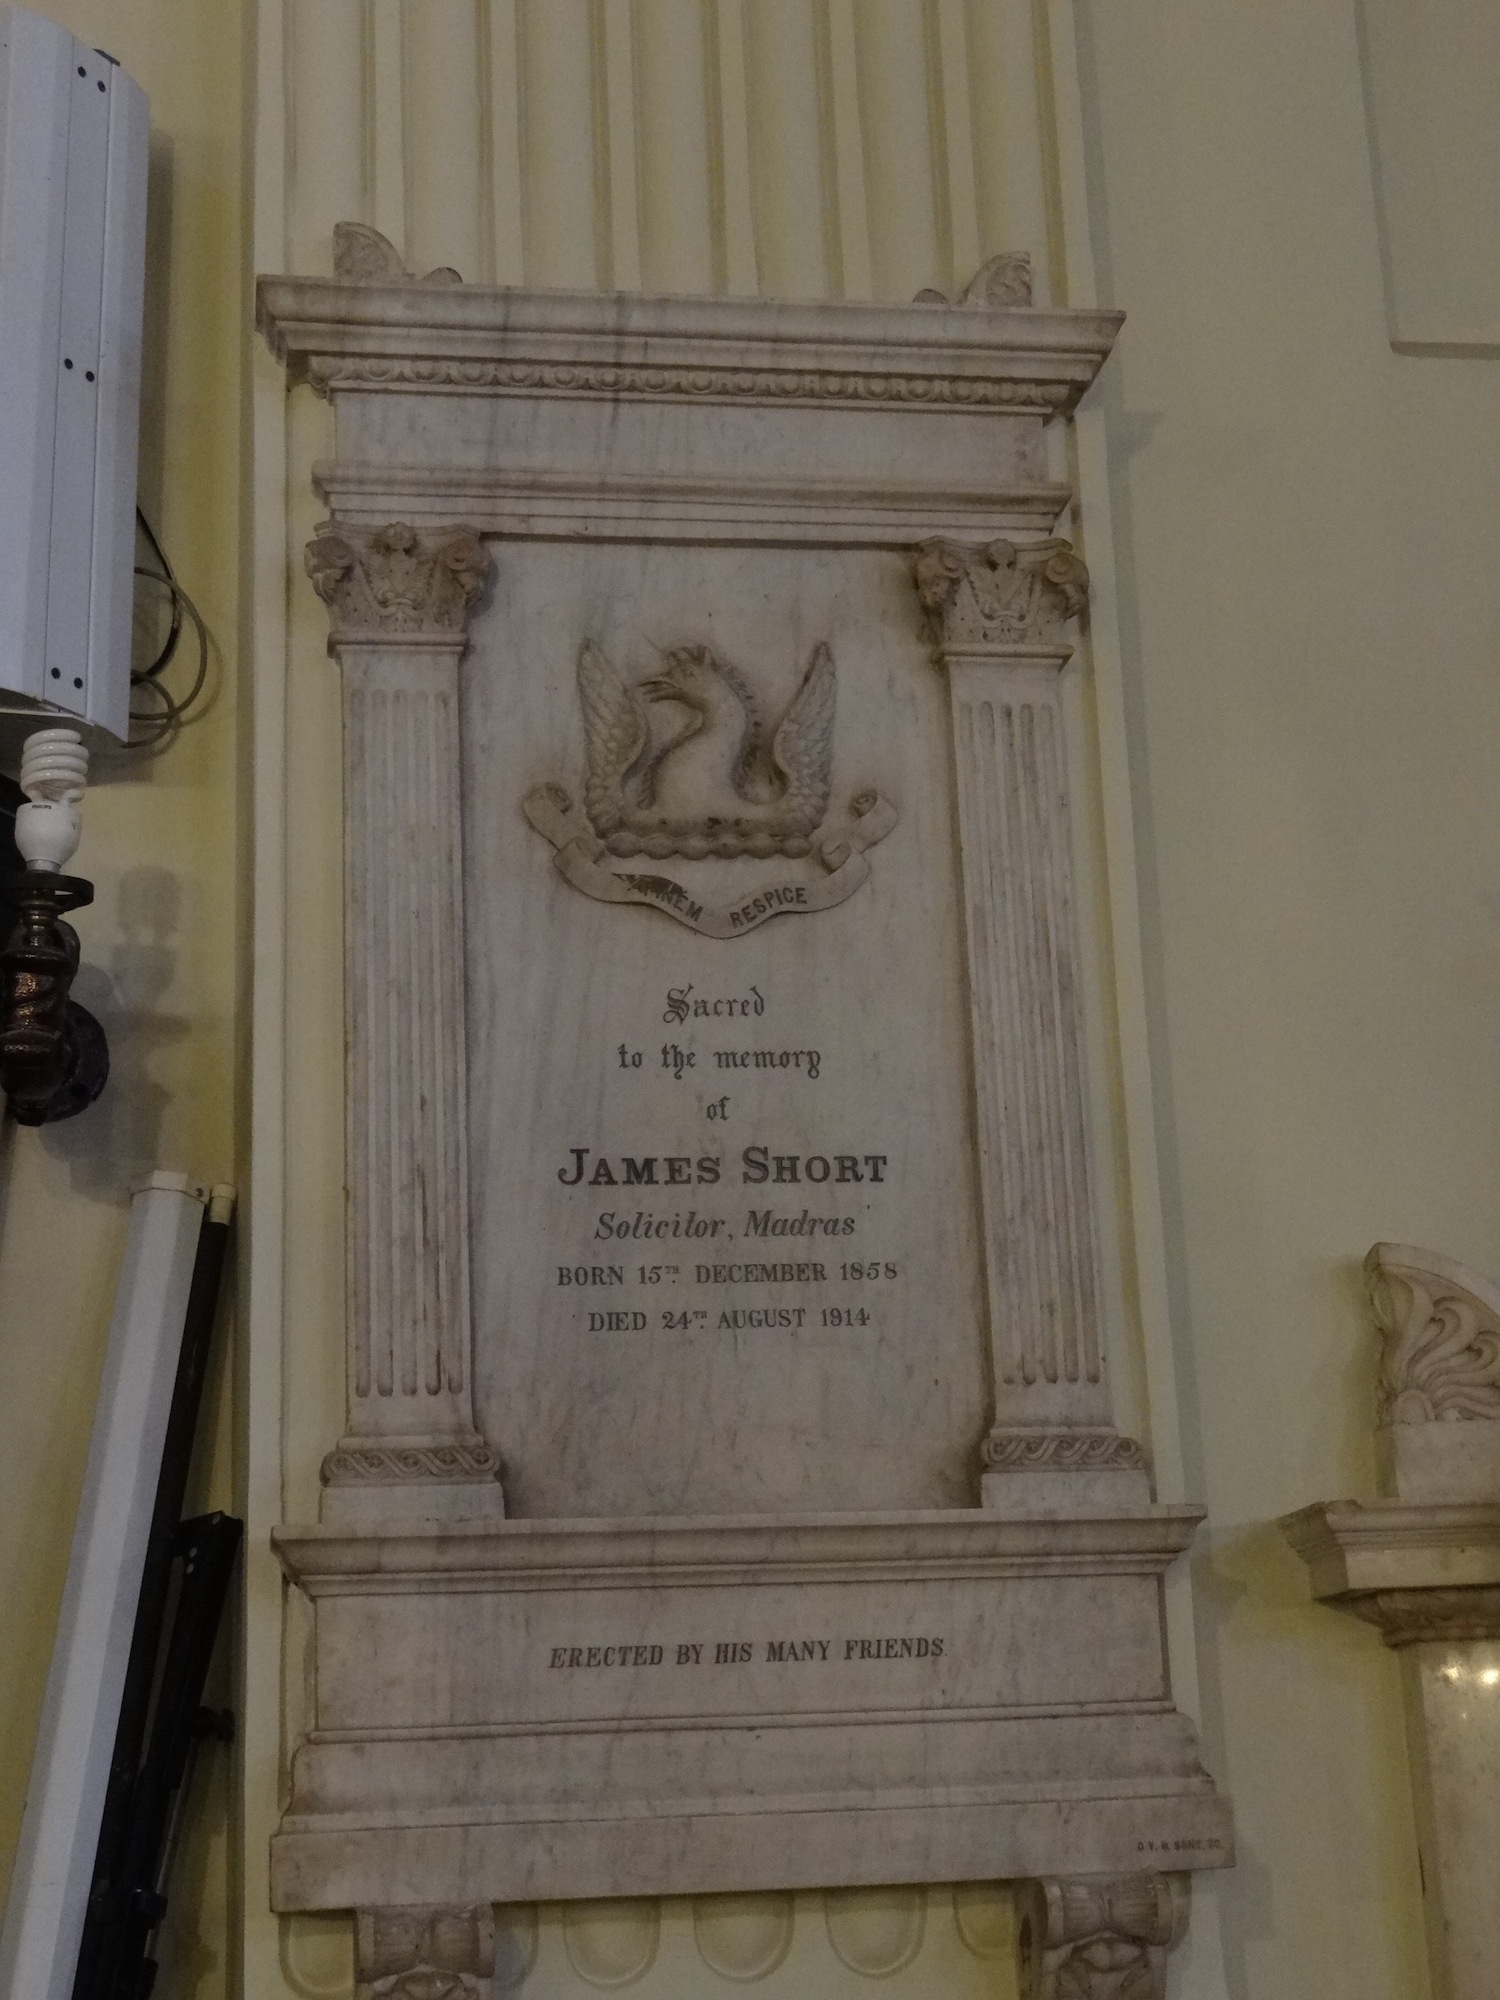 RESPICE
Sacred
to the memory
of
JAMES SHORT
Solicilor, Madras
BORN 15TH DECEMBER 1858
DIED 24TH AUGUST 1914
ERECTED BY HIS MANY FRIENDS.